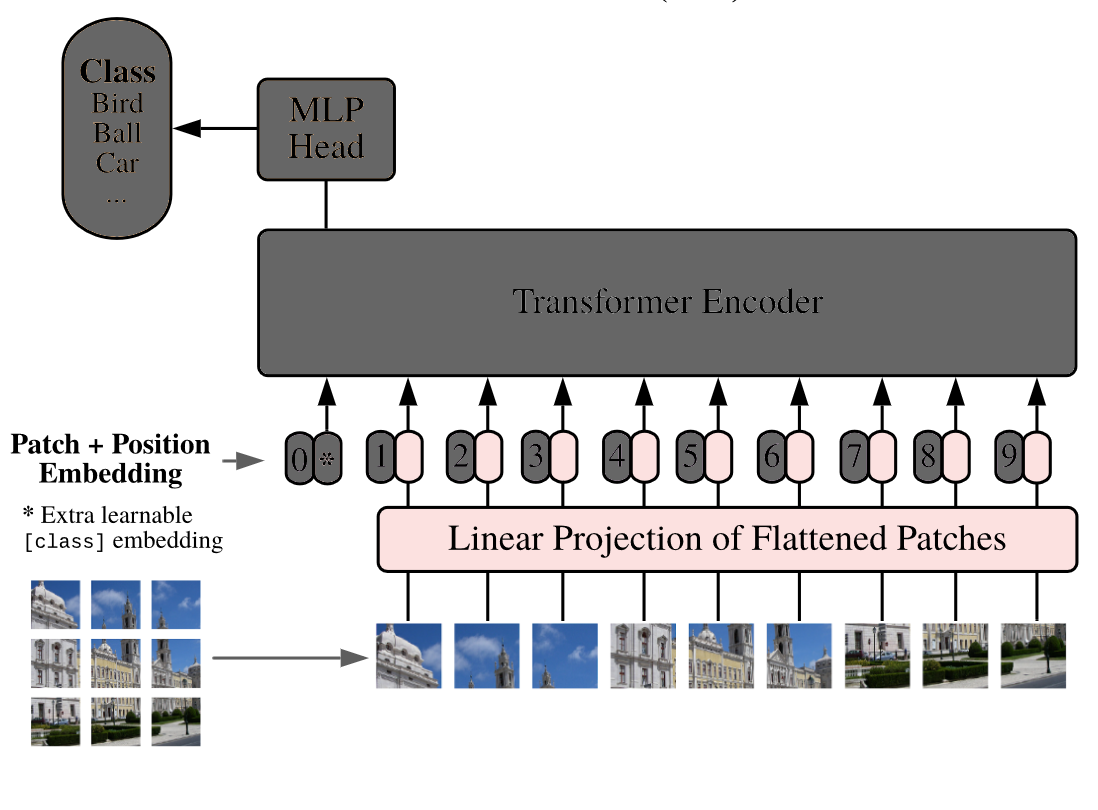 Class
Bird
Ball
Car
...
MLP
Head
Transformer Encoder
Patch + Position
Embedding
0 * 1 2 3 4 5 6 7 8 9
* Extra learnable
[class] embedding
Linear Projection of Flattened Patches